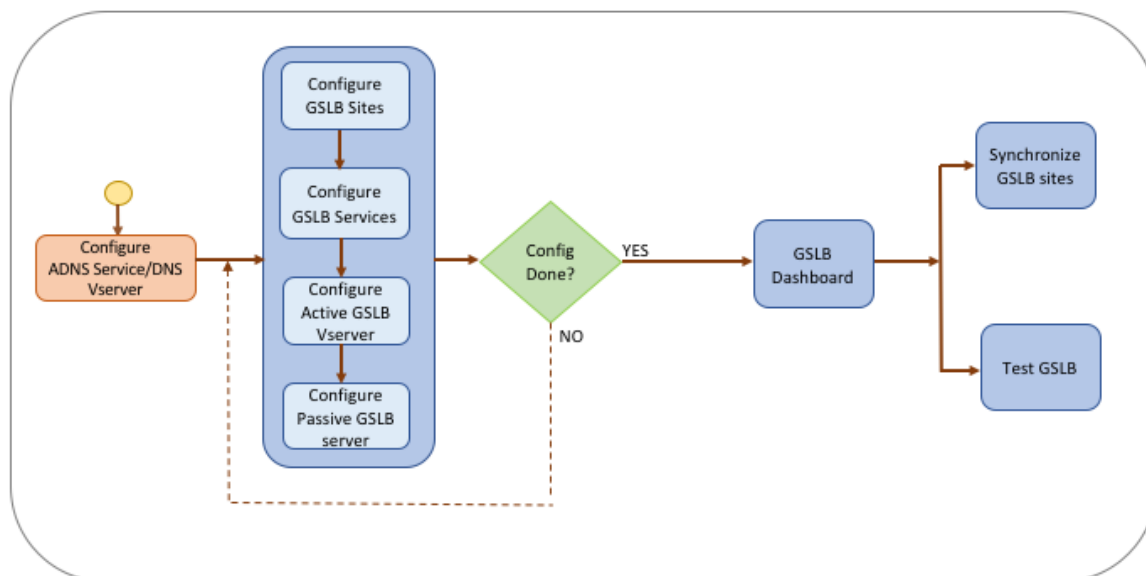 Configure
ADNS Service/DNS
Vserver
Configure
GSLB Sites
Configure
GSLB Services
Configure
Active GSLB
Vserver
Configure
Passive GSLB
server
Config
Done?
YES
NO
GSLB
Dashboard
Synchronize
GSLB sites
Test GSLB